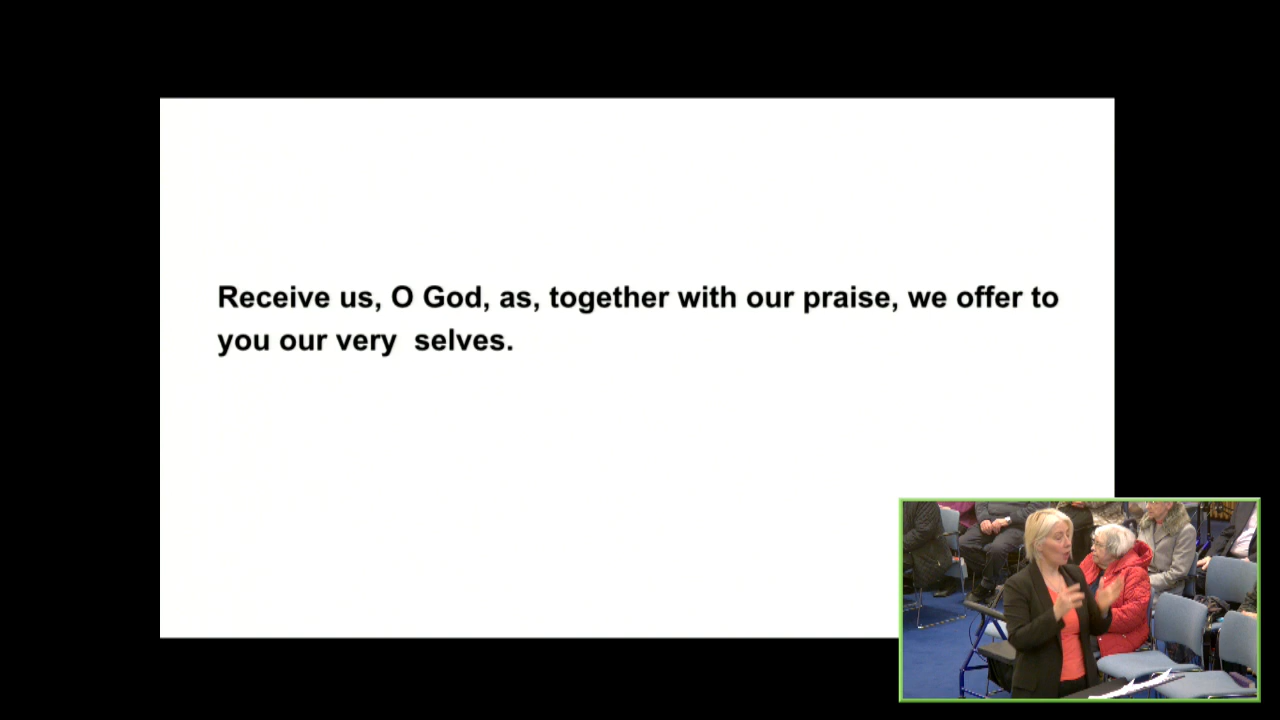 Receive us, O God, as, together with our praise, we offer to
you our very  selves.